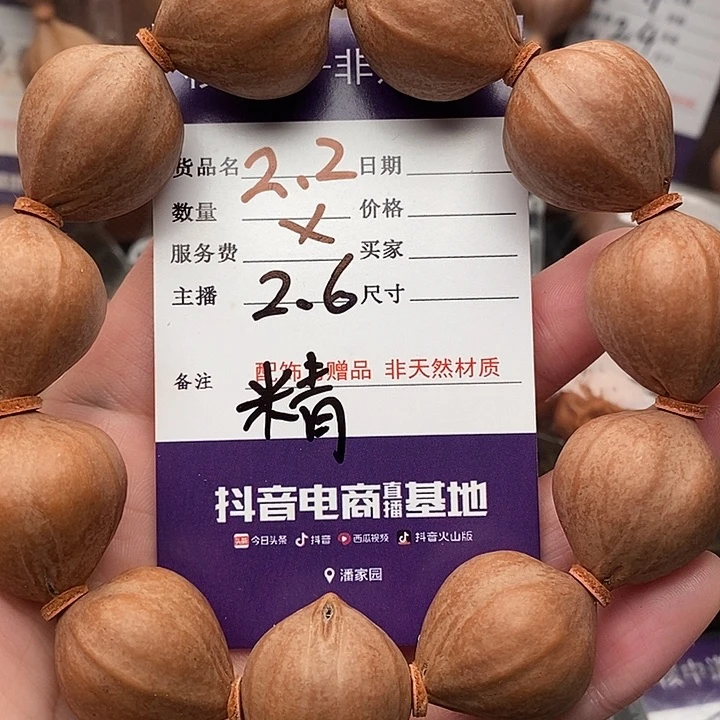 非
货品名 2.2 日期
数量 × 价格
服务费 买家
主播 2.6 尺寸
配饰为赠品 非天然材质
备注 精
抖音电商直播基地
今日头条 抖音 西瓜视频 抖音火山版
潘家园